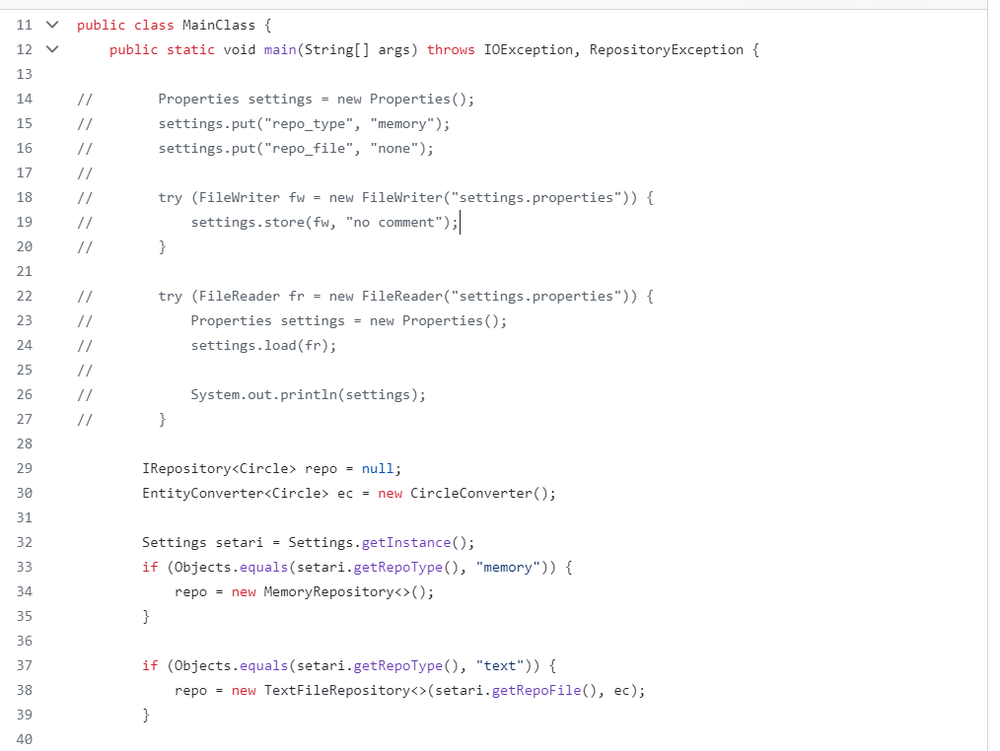 11 public class MainClass {
12     public static void main(String[] args) throws IOException, RepositoryException {
13
14 //        Properties settings = new Properties();
15 //        settings.put("repo_type", "memory");
16 //        settings.put("repo_file", "none");
17 //
18 //        try (FileWriter fw = new FileWriter("settings.properties")) {
19 //            settings.store(fw, "no comment");
20 //        }
21
22 //        try (FileReader fr = new FileReader("settings.properties")) {
23 //            Properties settings = new Properties();
24 //            settings.load(fr);
25 //
26 //            System.out.println(settings);
27 //        }
28
29         IRepository<Circle> repo = null;
30         EntityConverter<Circle> ec = new CircleConverter();
31
32         Settings setari = Settings.getInstance();
33         if (Objects.equals(setari.getRepoType(), "memory")) {
34             repo = new MemoryRepository<>();
35         }
36
37         if (Objects.equals(setari.getRepoType(), "text")) {
38             repo = new TextFileRepository<>(setari.getRepoFile(), ec);
39         }
40